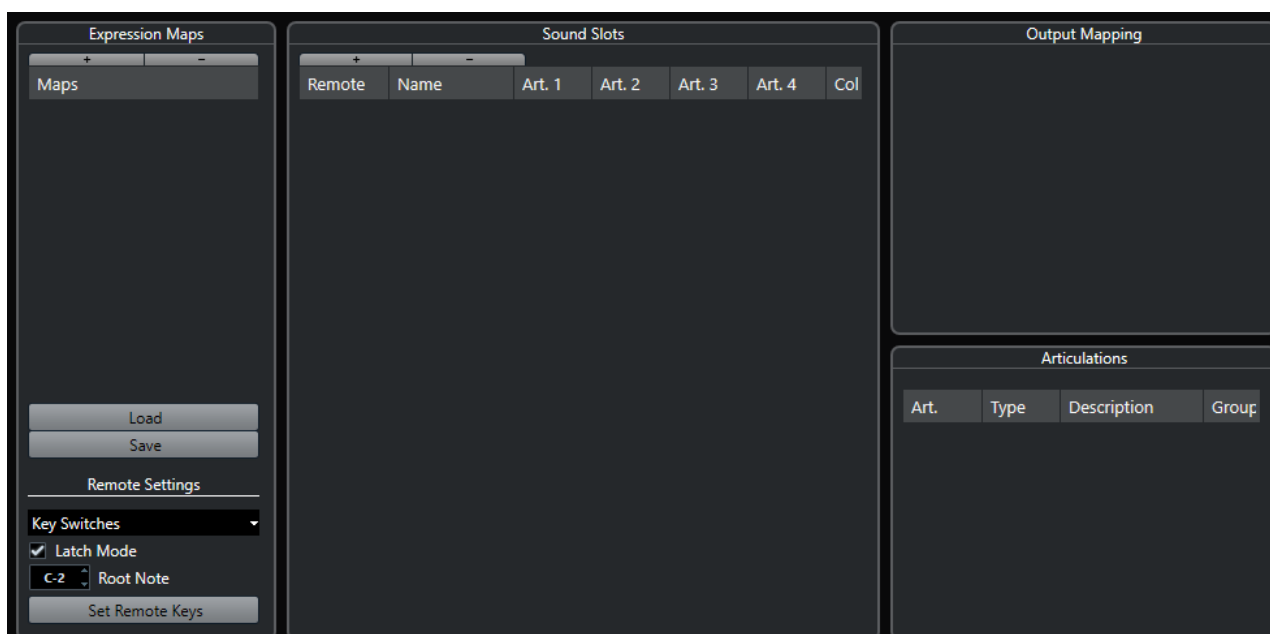 Expression Maps
+ -
Maps
Load
Save
Remote Settings
Key Switches
Latch Mode
C-2 Root Note
Set Remote Keys
Sound Slots
+ -
Remote Name Art. 1 Art. 2 Art. 3 Art. 4 Col
Output Mapping
Articulations
Art. Type Description Group